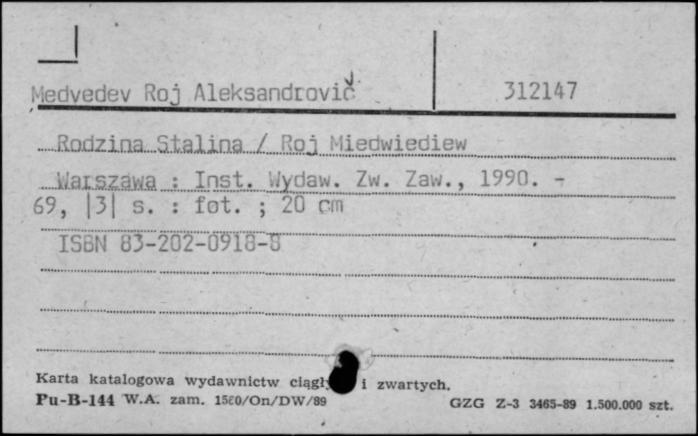 Medvedev Roj Aleksandrovič 312147
Rodzina Stalina / Roj Miedwiediew
Warszawa : Inst. Wydaw. Zw. Zaw., 1990. -
69, |3| s. : fot. ; 20 cm
ISBN 83-202-0918-8
Karta katalogowa wydawnictw i zwartych.
Pu-B-144 W.A. zam. /On/DW/89 GZG Z-3 3465-89 1.500.000 szt.